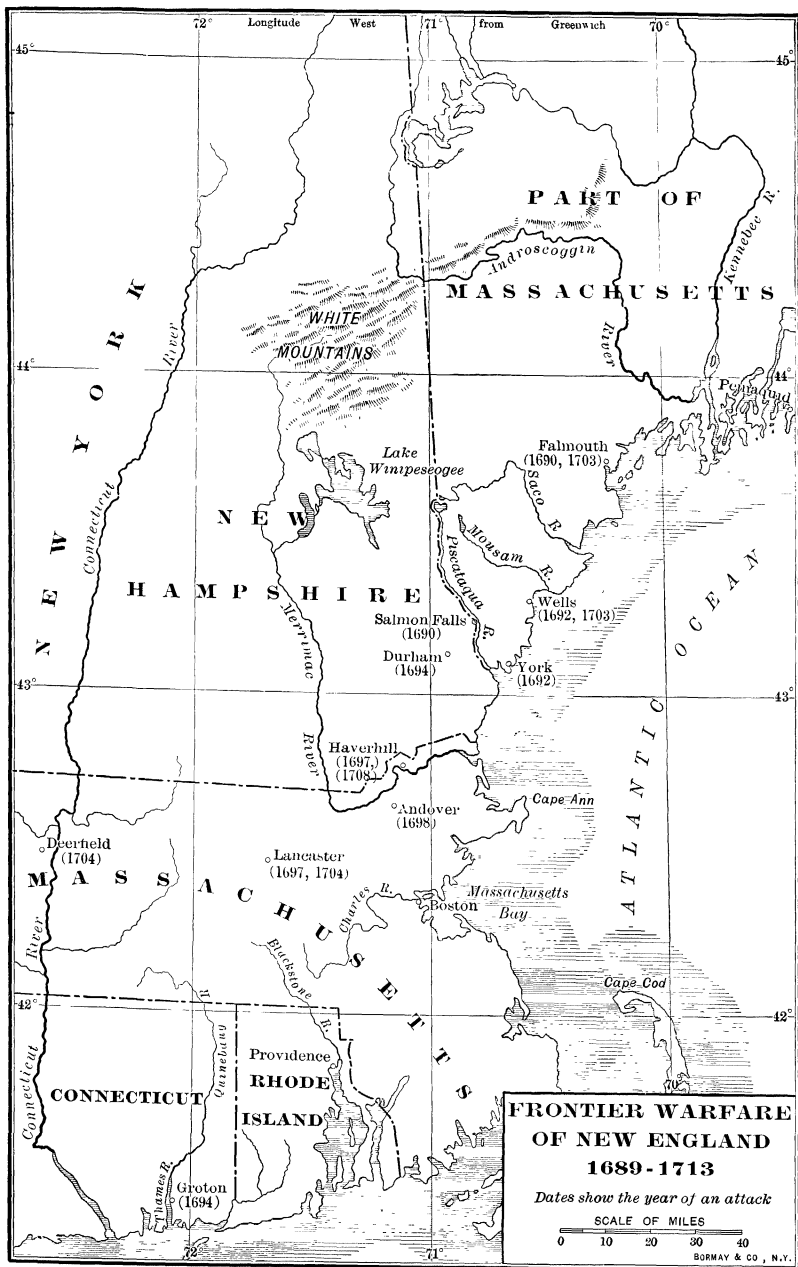 72° Longitude West 71° from Greenwich 70°
45° 45°
PART OF
MASSACHUSETTS
Kennebec R.
Androscoggin
River
WHITE
MOUNTAINS
NEW YORK
Connecticut
River
44° 44°
Pemaquid
Falmouth
(1690, 1703)
Lake
Winipeseogee
Saco R.
Mousam R.
Piscataqua R.
NEW
HAMPSHIRE
Merrimac
River
Wells
(1692, 1703)
Salmon Falls
(1690)
Durham
(1694)
York
(1692)
ATLANTIC OCEAN
43° 43°
Haverhill
(1697,)
(1708)
Andover
(1698)
Cape Ann
Deerfield
(1704)
Lancaster
(1697, 1704)
MASSACHUSETTS
Charles R.
Boston
Massachusetts
Bay
Blackstone R.
River
Cape Cod
42° 42°
Quinebaug R.
Connecticut
Providence
RHODE
ISLAND
CONNECTICUT
Thames R.
Groton
(1694)
70°
72° 71°
FRONTIER WARFARE
OF NEW ENGLAND
1689-1713
Dates show the year of an attack
SCALE OF MILES
0 10 20 30 40
BORMAY & CO., N.Y.